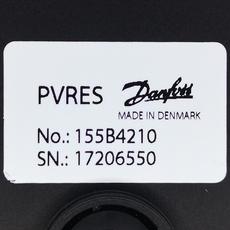 PVRES Danfoss
MADE IN DENMARK
No.: 155B4210
SN.: 17206550